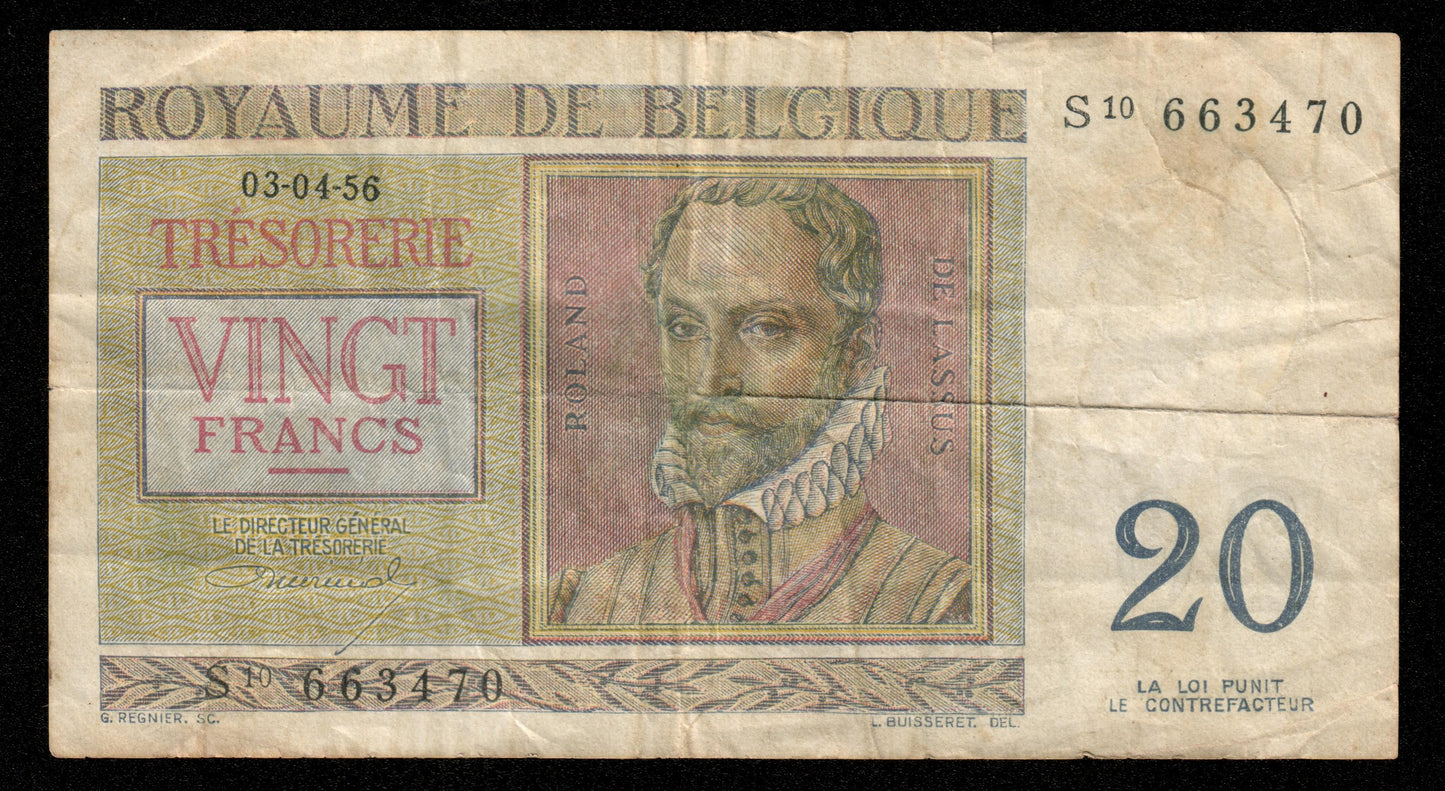 ROYAUME DE BELGIQUE
S10 663470
03-04-56
TRÉSORERIE
VINGT
FRANCS
LE DIRECTEUR GÉNÉRAL
DE LA TRÉSORERIE
ROLAND
DE LASSUS
S10 663470
G. REGNIER. SC.
L. BUISSERET. DEL.
20
LA LOI PUNIT
LE CONTREFACTEUR